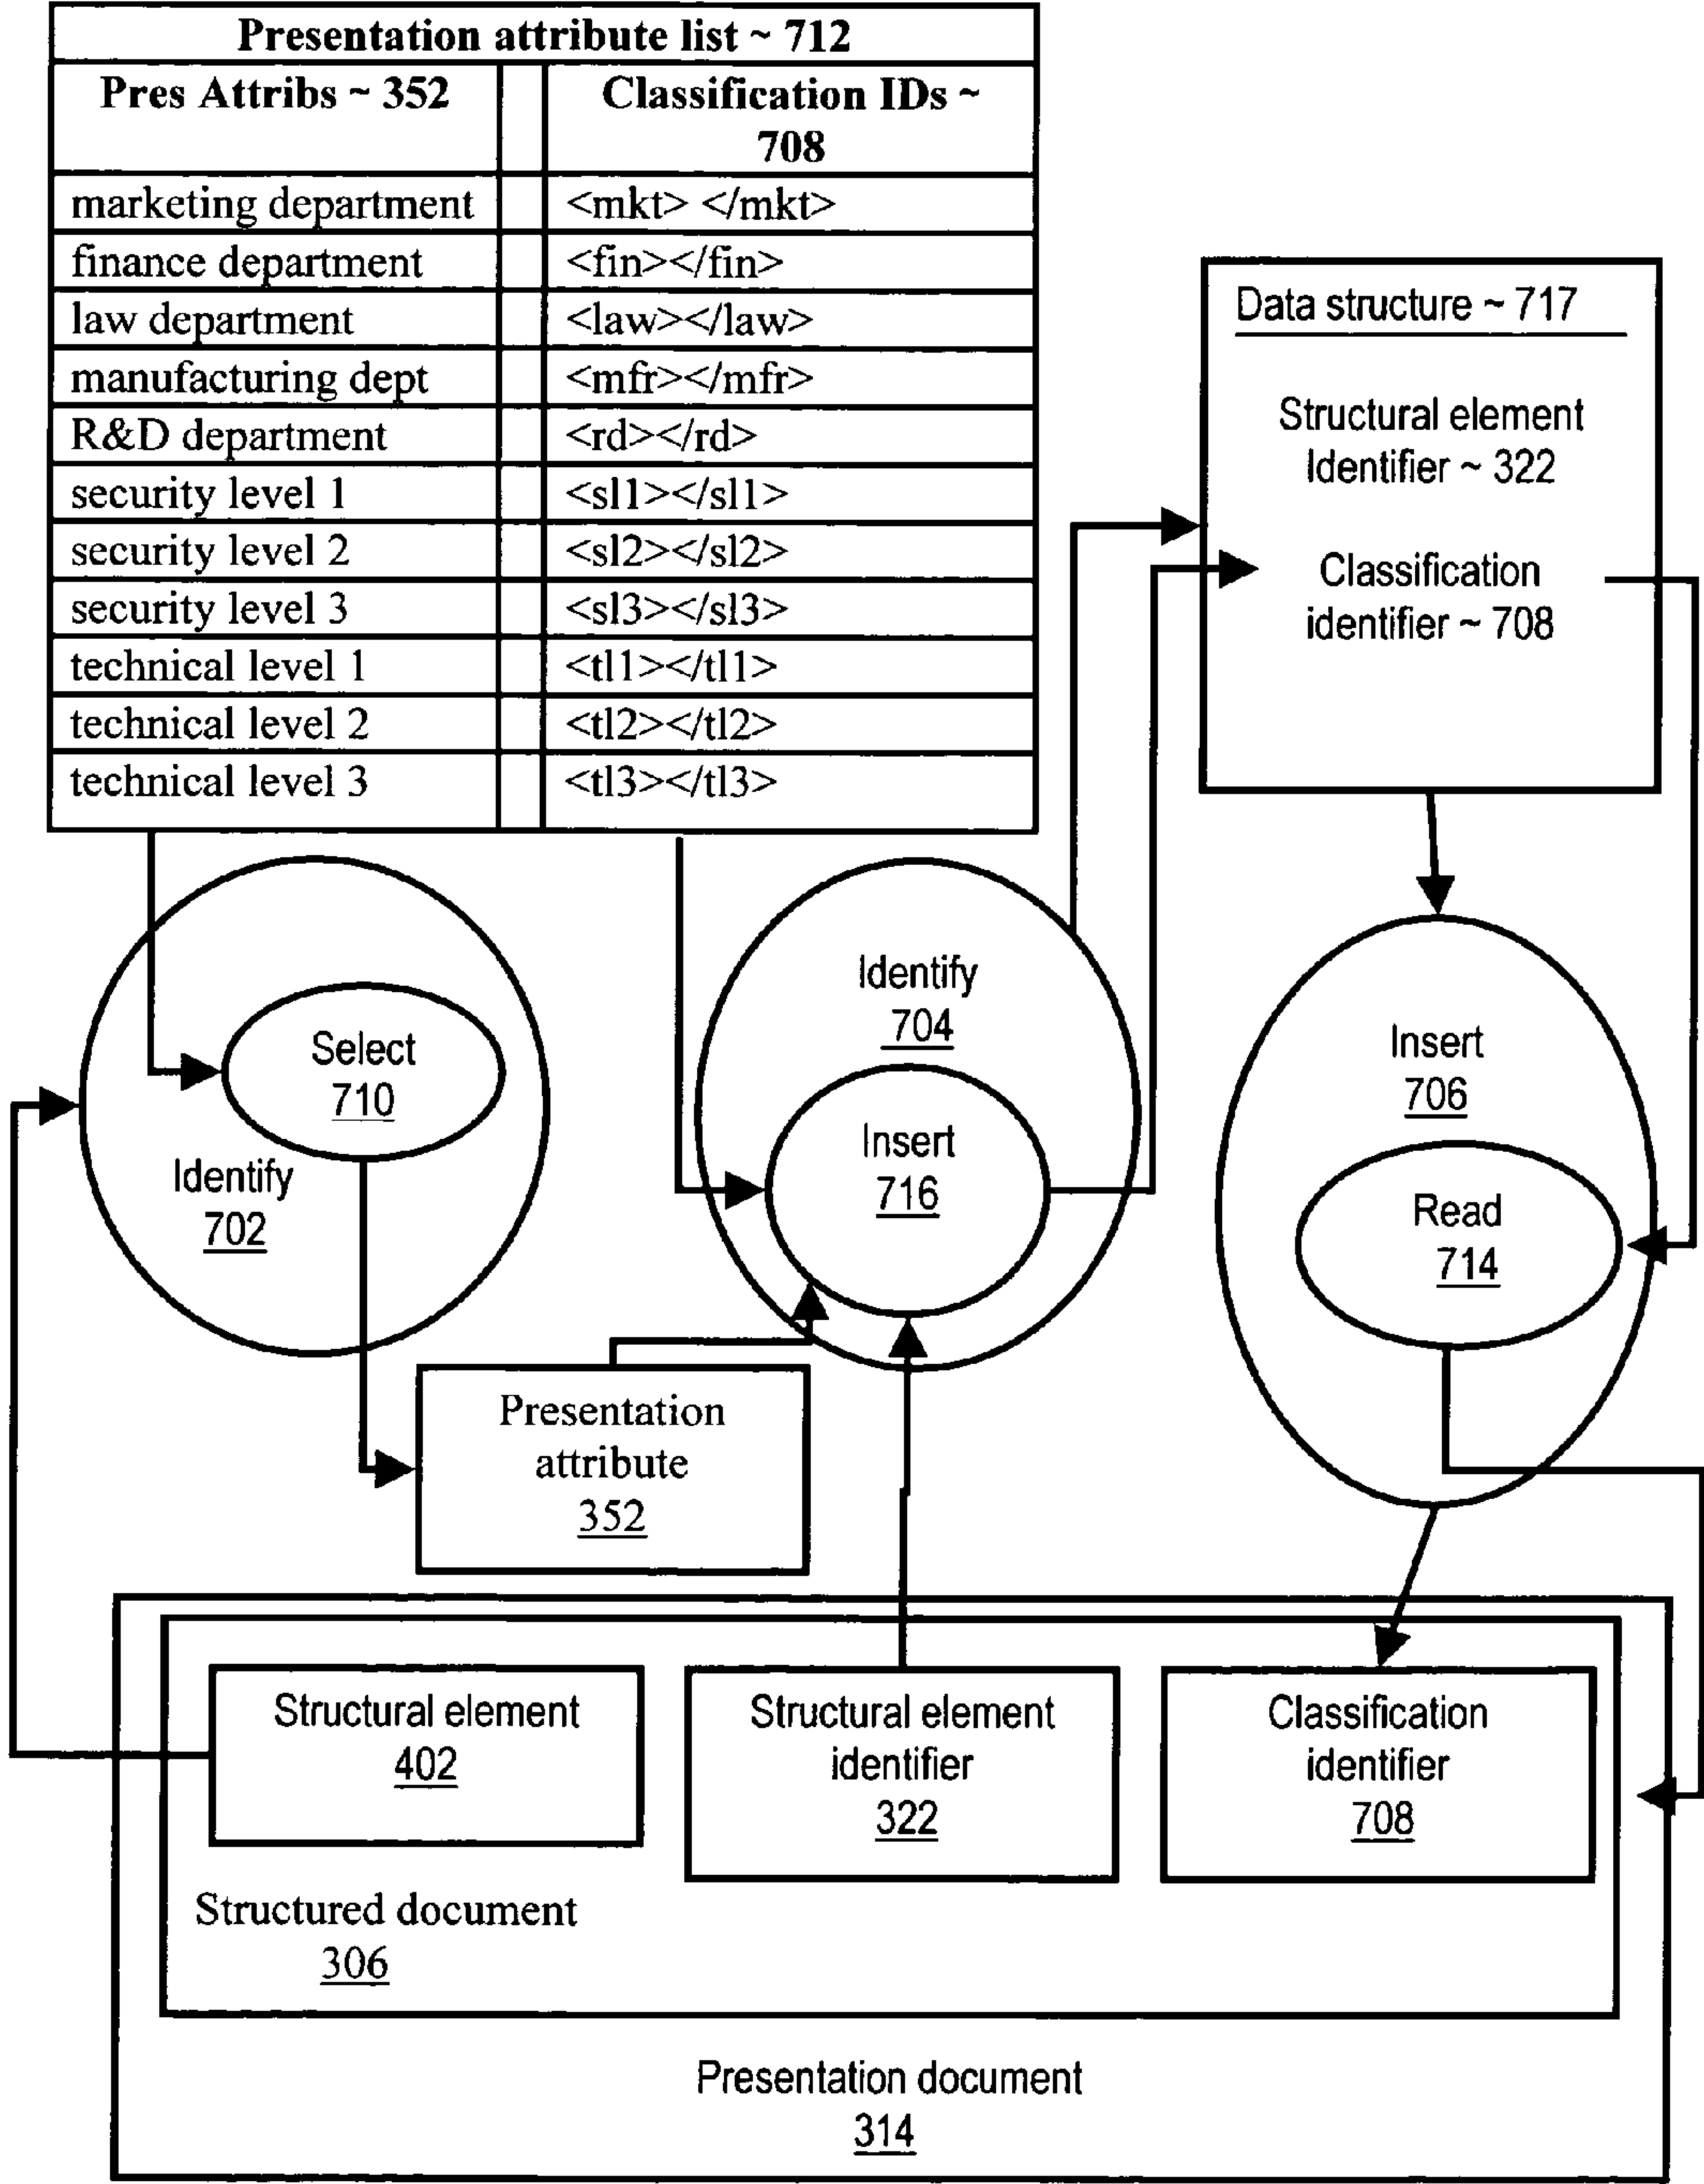 Presentation attribute list ~ 712
Pres Attribs ~ 352
Classification IDs ~
708
marketing department
<mkt> </mkt>
finance department
<fin></fin>
law department
<law></law>
manufacturing dept
<mfr></mfr>
R&D department
<rd></rd>
security level 1
<sl1></sl1>
security level 2
<sl2></sl2>
security level 3
<sl3></sl3>
technical level 1
<tl1></tl1>
technical level 2
<tl2></tl2>
technical level 3
<tl3></tl3>
Data structure ~ 717
Structural element
Identifier ~ 322
Classification
identifier ~ 708
Select
710
Identify
702
Identify
704
Insert
716
Insert
706
Read
714
Presentation
attribute
352
Structural element
402
Structural element
identifier
322
Classification
identifier
708
Structured document
306
Presentation document
314